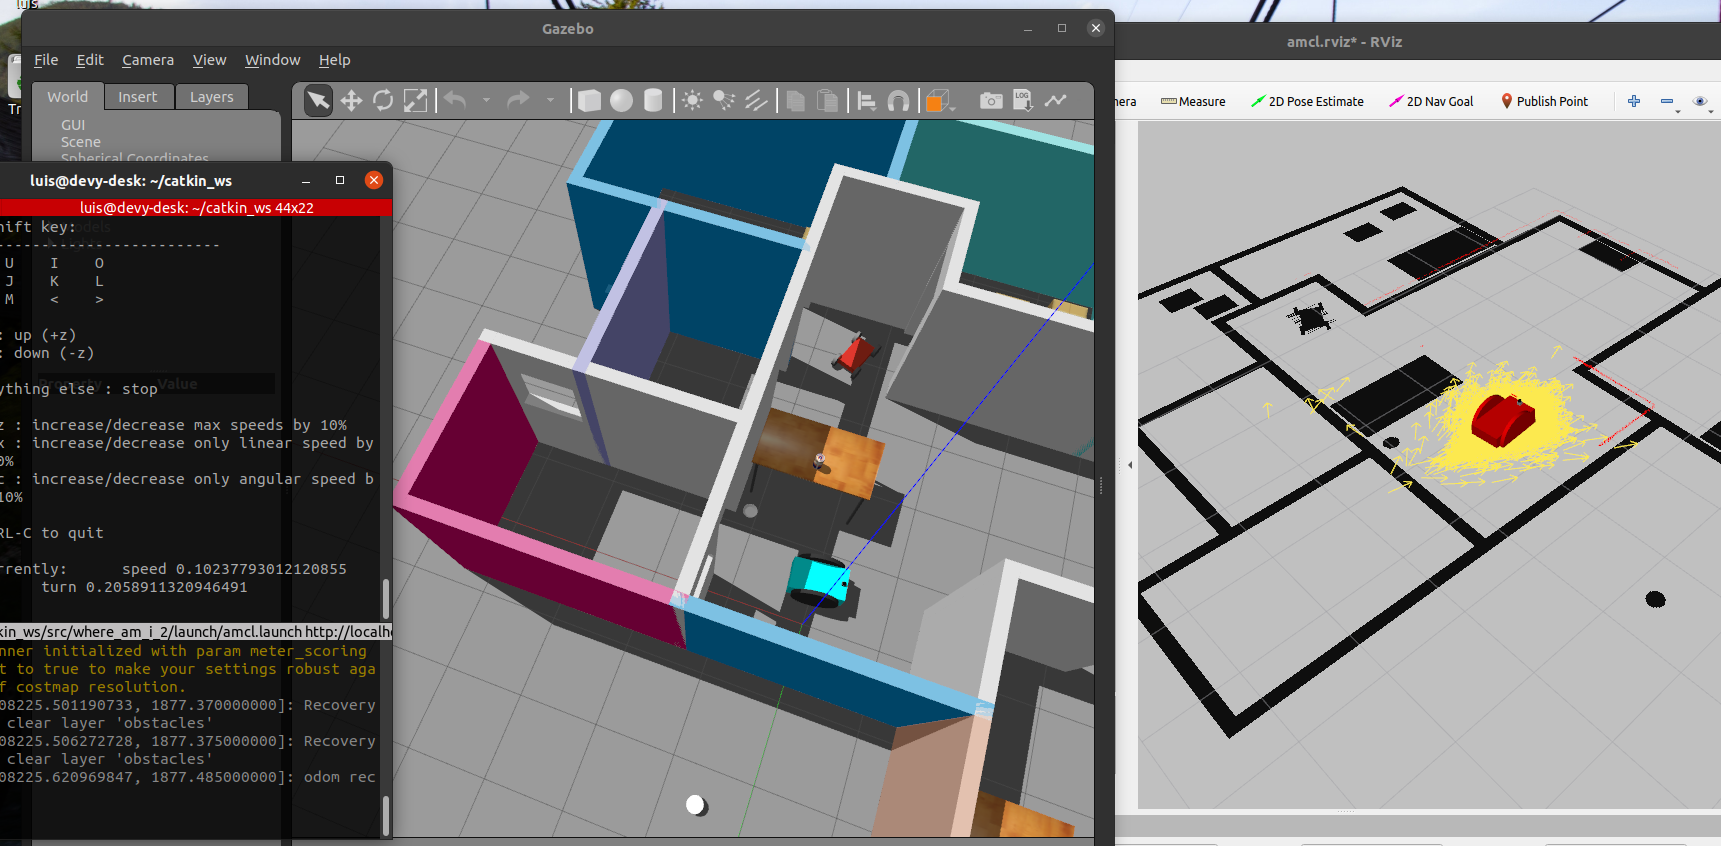 luis
Gazebo
File Edit Camera View Window Help
World Insert Layers
GUI
Scene
Spherical Coordinates
LOG
amcl.rviz* - RViz
Measure 2D Pose Estimate 2D Nav Goal Publish Point
luis@devy-desk: ~/catkin_ws
luis@devy-desk: ~/catkin_ws 44x22
hift key:
---------------------------
U I O
J K L
M < >
: up (+z)
: down (-z)
Property Value
ything else : stop
z : increase/decrease max speeds by 10%
x : increase/decrease only linear speed by
0%
c : increase/decrease only angular speed b
10%
RL-C to quit
rrently: speed 0.10237793012120855
turn 0.2058911320946491
kin_ws/src/where_am_i_2/launch/amcl.launch http://localh
nner initialized with param meter_scoring
t to true to make your settings robust aga
f costmap resolution.
08225.501190733, 1877.370000000]: Recovery
clear layer 'obstacles'
08225.506272728, 1877.375000000]: Recovery
clear layer 'obstacles'
08225.620969847, 1877.485000000]: odom rec